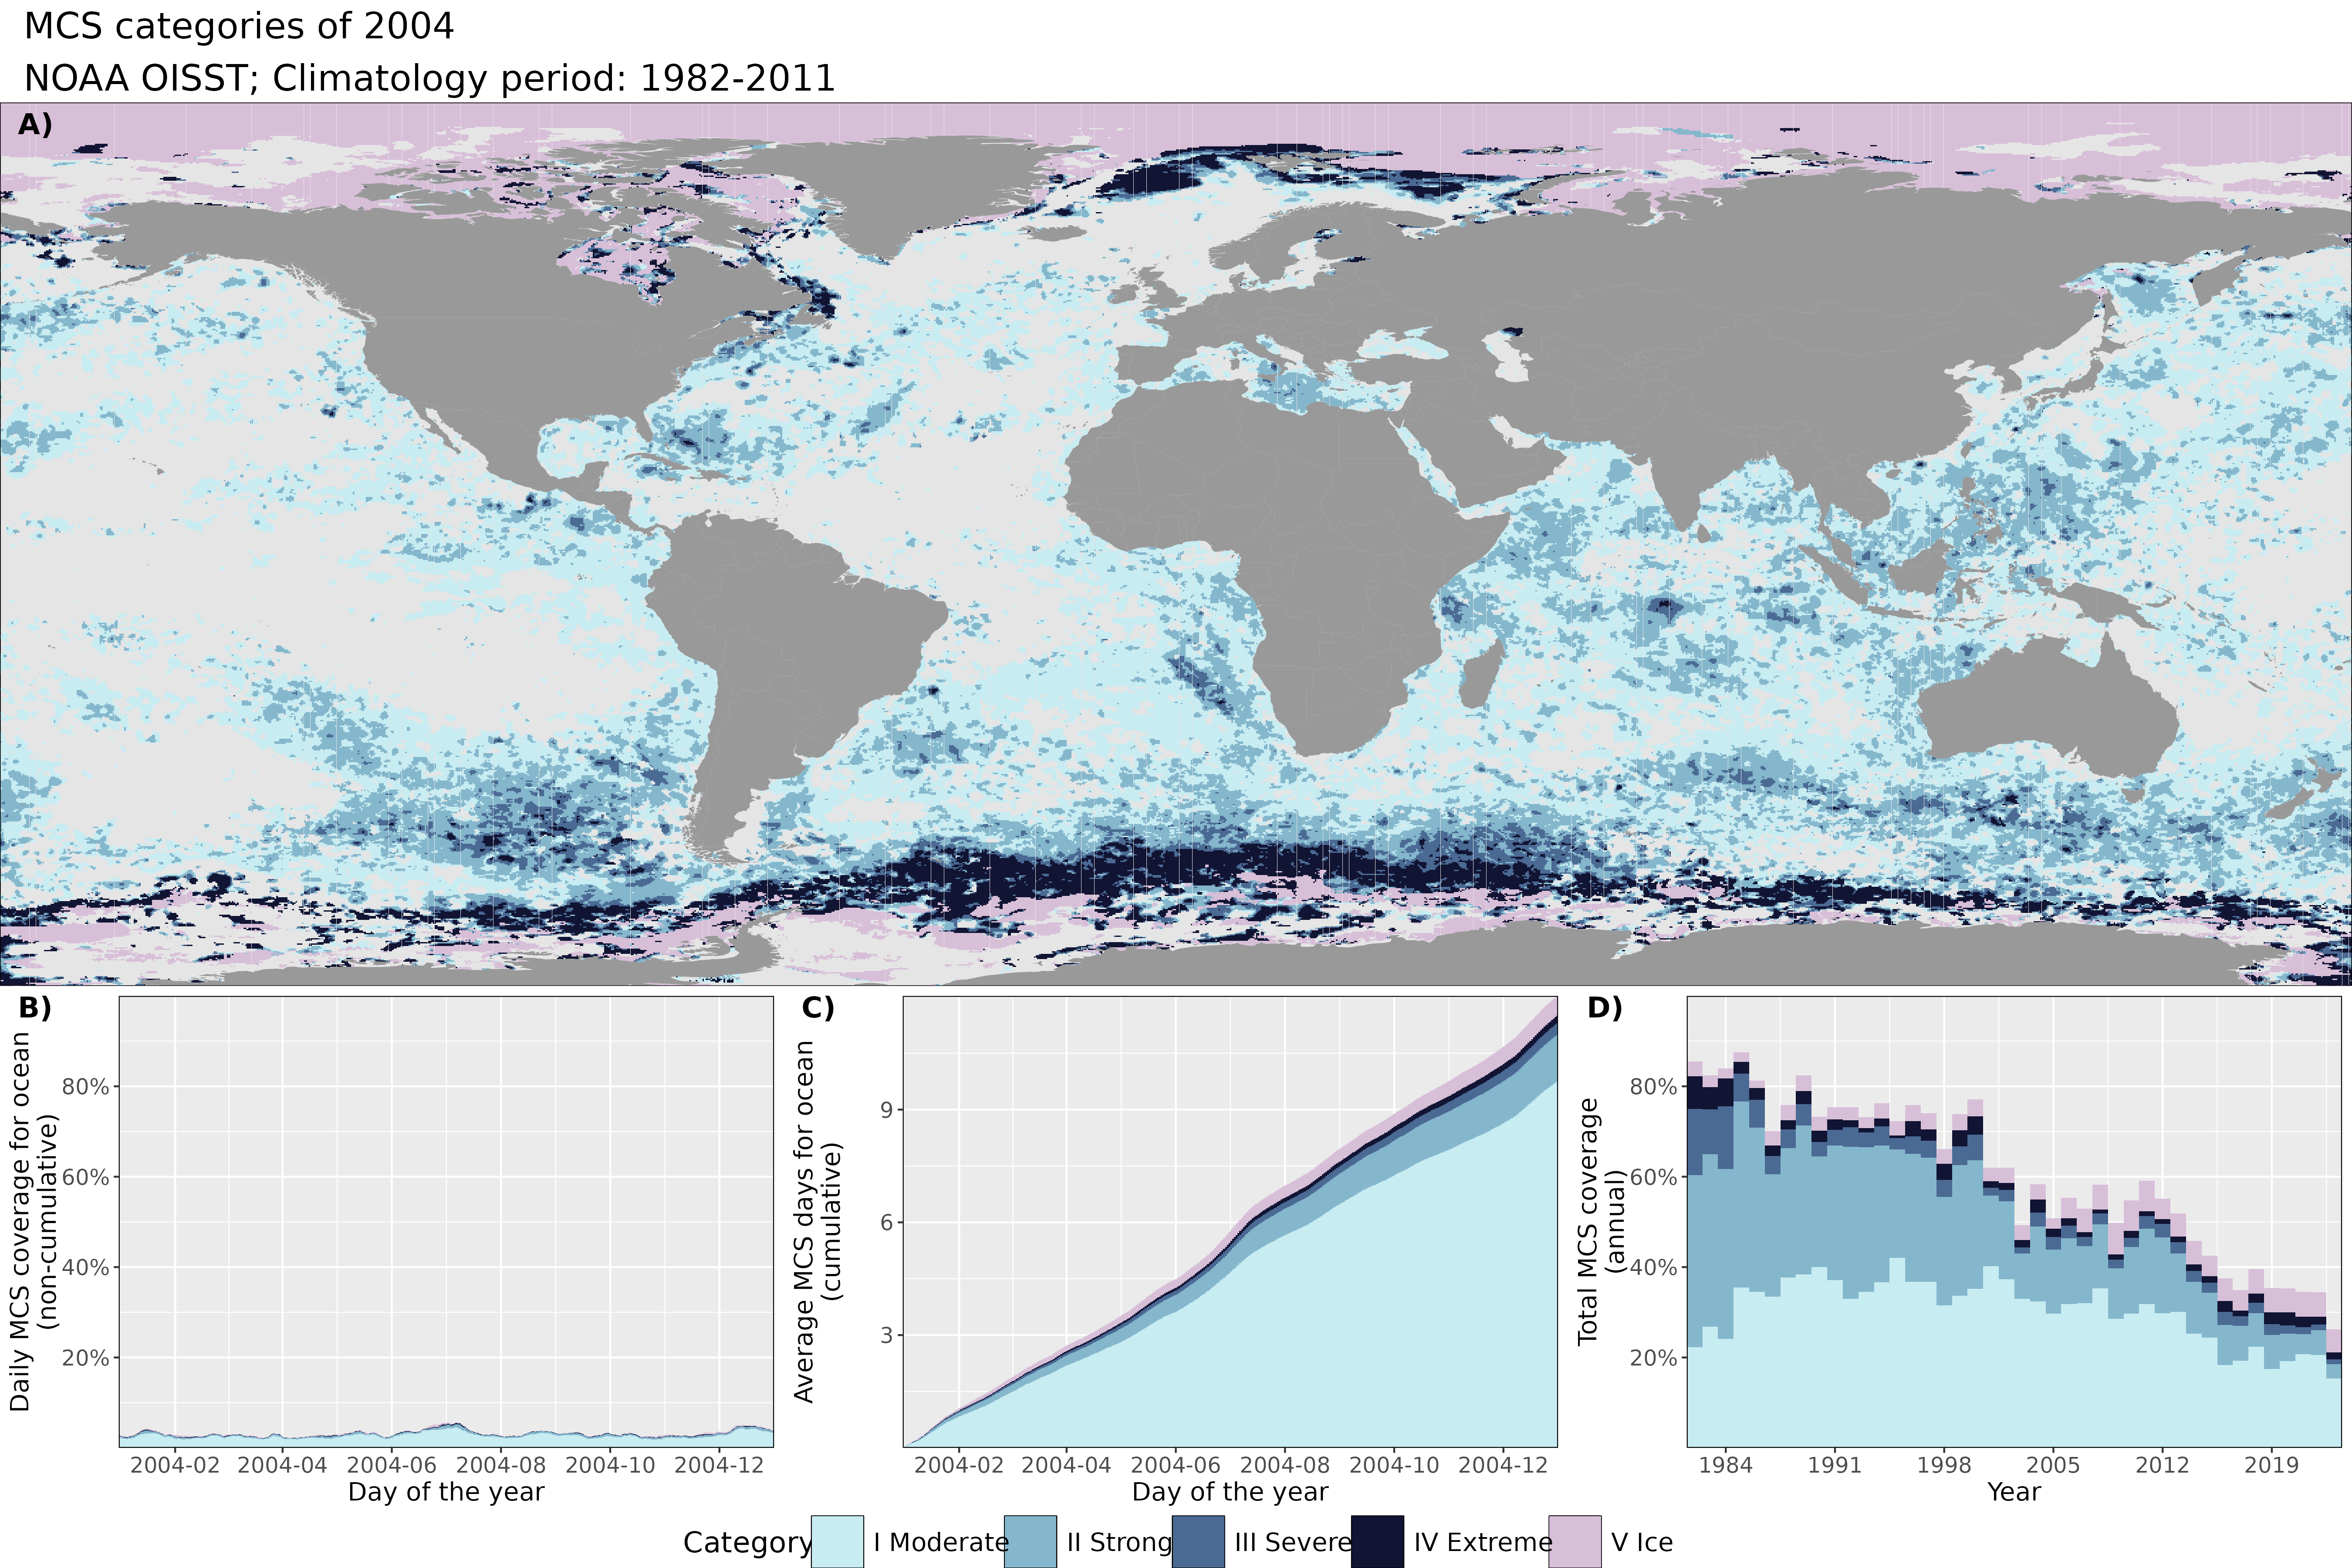 MCS categories of 2004
NOAA OISST; Climatology period: 1982-2011
A)
B)
Daily MCS coverage for ocean
(non-cumulative)
80%
60%
40%
20%
2004-02 2004-04 2004-06 2004-08 2004-10 2004-12
Day of the year
C)
Average MCS days for ocean
(cumulative)
9
6
3
2004-02 2004-04 2004-06 2004-08 2004-10 2004-12
Day of the year
D)
Total MCS coverage
(annual)
80%
60%
40%
20%
1984 1991 1998 2005 2012 2019
Year
Category I Moderate II Strong III Severe IV Extreme V Ice